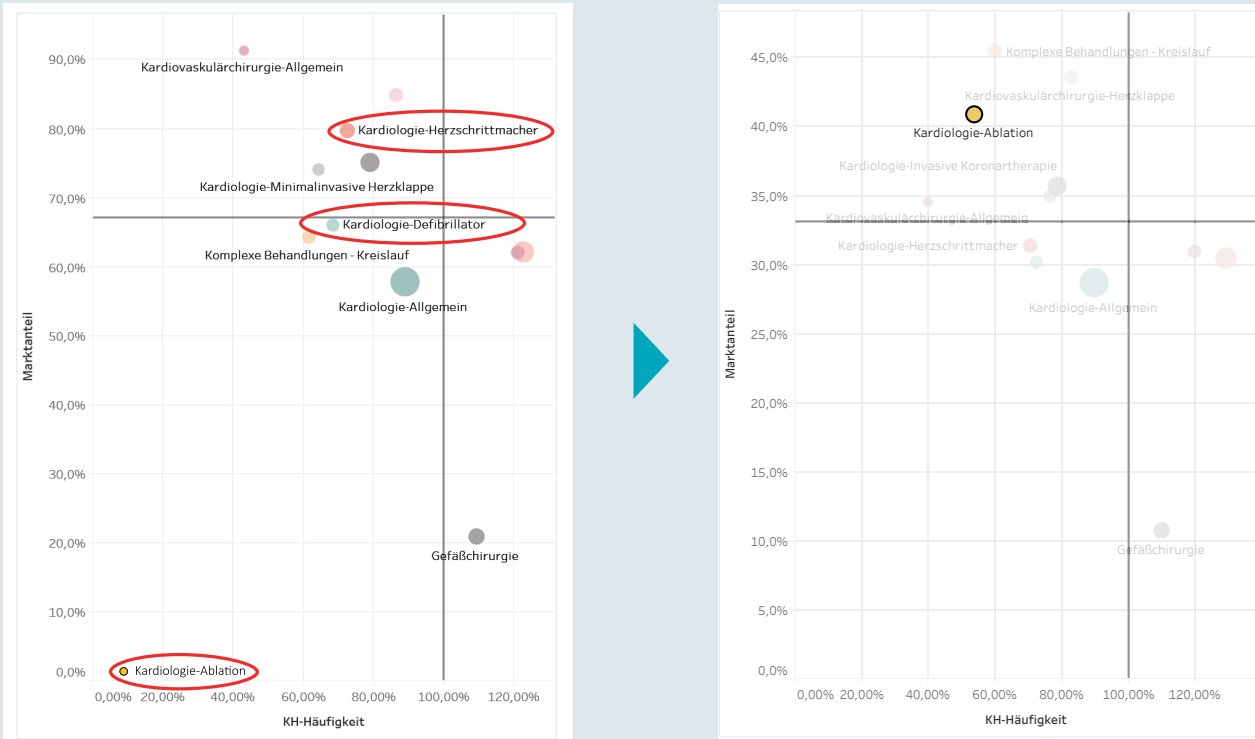 90,0%
Kardiovaskulärchirurgie-Allgemein
80,0%
Kardiologie-Herzschrittmacher
Kardiologie-Minimalinvasive Herzklappe
70,0%
Kardiologie-Defibrillator
Komplexe Behandlungen - Kreislauf
60,0%
Kardiologie-Allgemein
50,0%
Marktanteil
40,0%
30,0%
20,0%
Gefäßchirurgie
10,0%
0,0%
Kardiologie-Ablation
0,00% 20,00% 40,00% 60,00% 80,00% 100,00% 120,00%
KH-Häufigkeit
45,0%
Komplexe Behandlungen - Kreislauf
Kardiovaskulärchirurgie-Herzklappe
40,0%
Kardiologie-Ablation
Kardiologie-Invasive Koronartherapie
35,0%
Kardiovaskulärchirurgie-Allgemein
Kardiologie-Herzschrittmacher
30,0%
Kardiologie-Allgemein
25,0%
Marktanteil
20,0%
15,0%
10,0%
Gefäßchirurgie
5,0%
0,0%
0,00% 20,00% 40,00% 60,00% 80,00% 100,00% 120,00%
KH-Häufigkeit